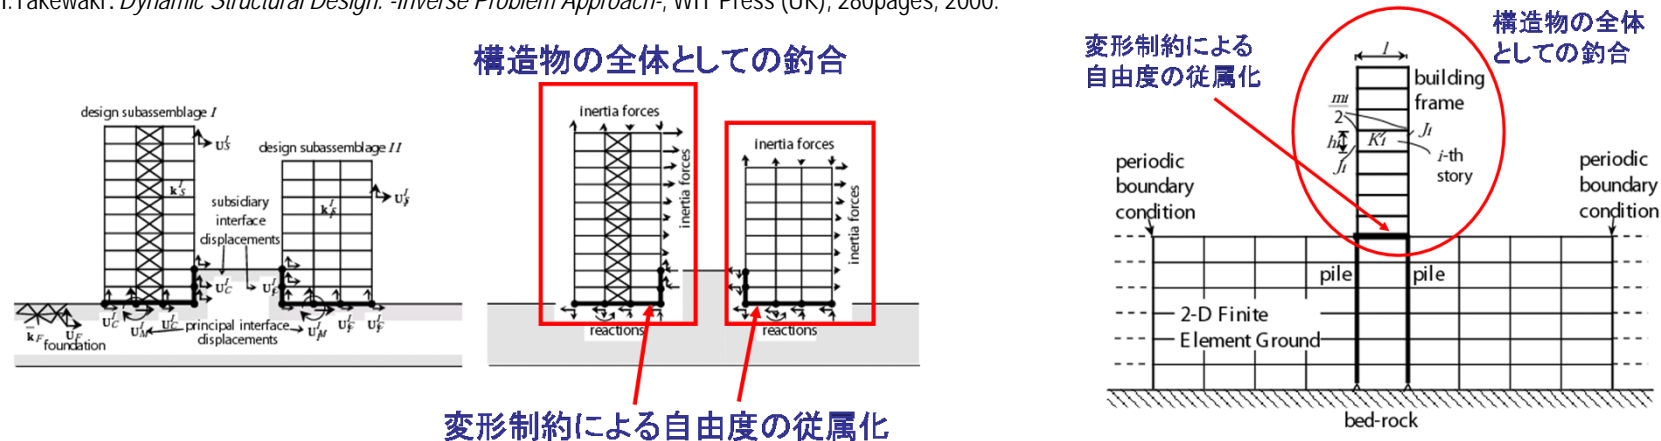 I.Takewaki: Dynamic Structural Design: -Inverse Problem Approach-, WIT Press (UK), 280pages, 2000.
構造物の全体としての釣合
design subassemblage I
design subassemblage II
subsidiary
interface
displacements
principal interface
displacements
foundation
inertia forces
inertia forces
reactions
inertia forces
inertia forces
reactions
変形制約による自由度の従属化
変形制約による
自由度の従属化
構造物の全体
としての釣合
l
building
frame
i-th
story
periodic
boundary
condition
periodic
boundary
condition
pile
pile
2-D Finite
Element Ground
bed-rock